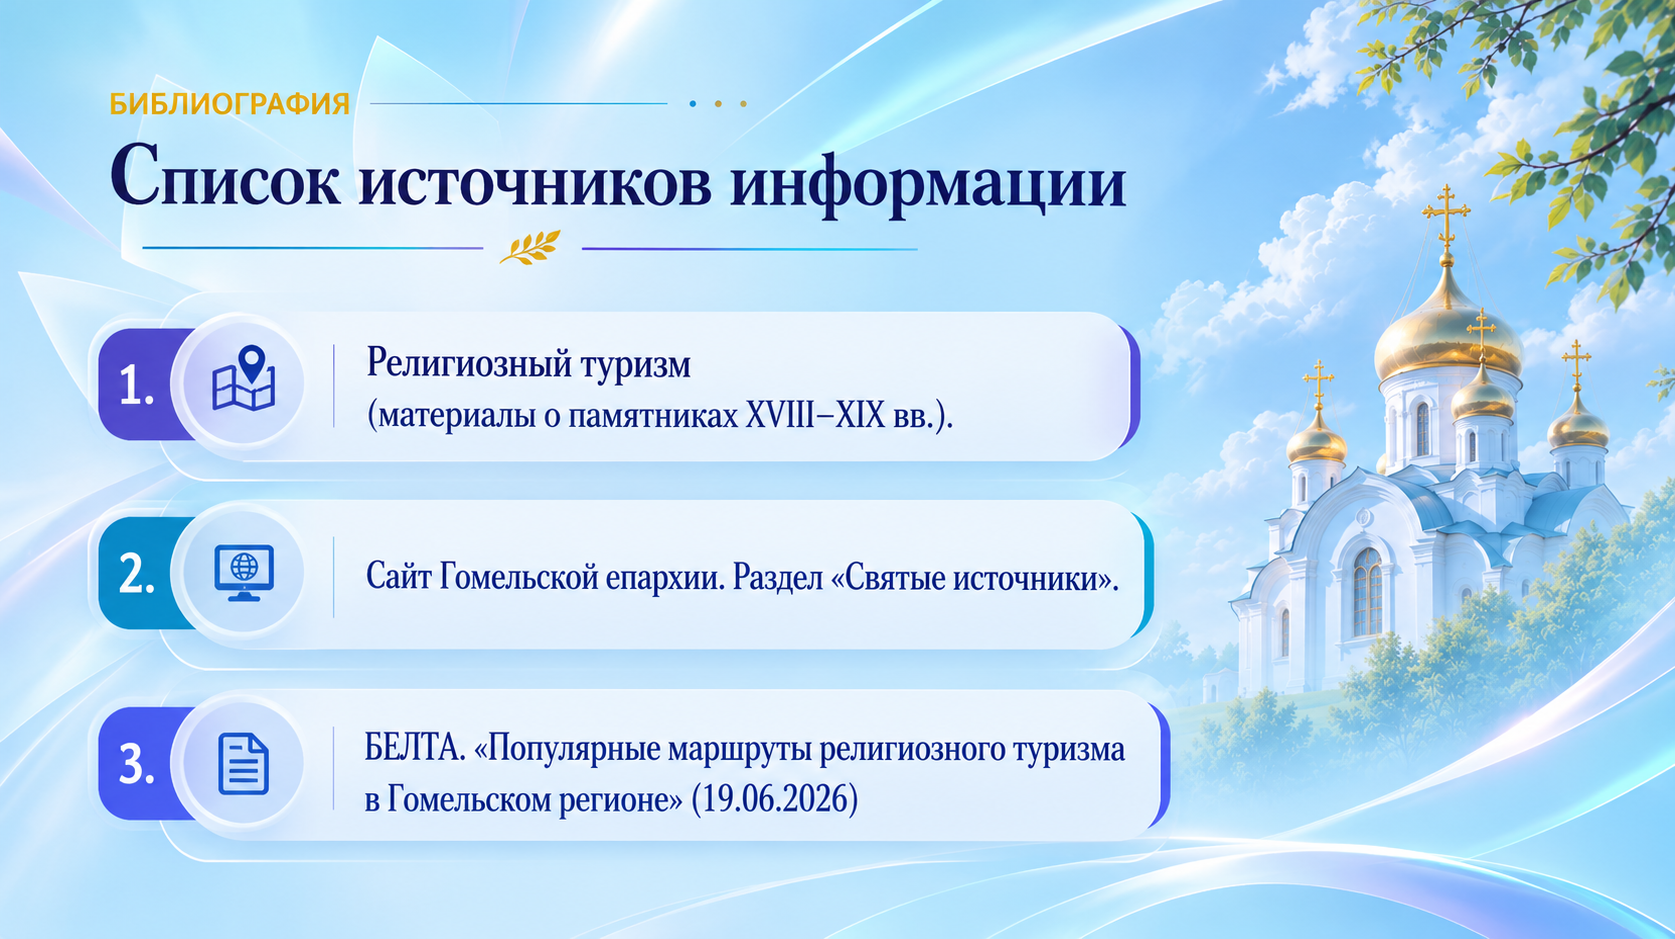 БИБЛИОГРАФИЯ
Список источников информации
1.
Религиозный туризм
(материалы о памятниках XVIII–XIX вв.).
2.
Сайт Гомельской епархии. Раздел «Святые источники».
3.
БЕЛТА. «Популярные маршруты религиозного туризма
в Гомельском регионе» (19.06.2026)